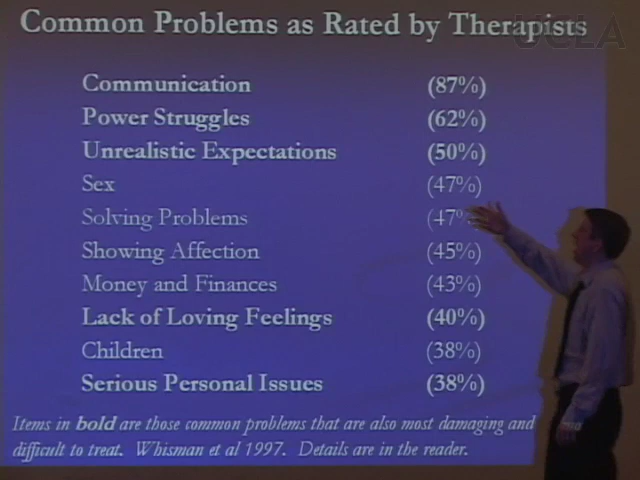 Common Problems as Rated by Therapists
UCLA
Communication (87%)
Power Struggles (62%)
Unrealistic Expectations (50%)
Sex (47%)
Solving Problems (47%
Showing Affection (45%)
Money and Finances (43%)
Lack of Loving Feelings (40%)
Children (38%)
Serious Personal Issues (38%)
Items in bold are those common problems that are also most damaging and
difficult to treat. Whisman et al 1997. Details are in the reader.